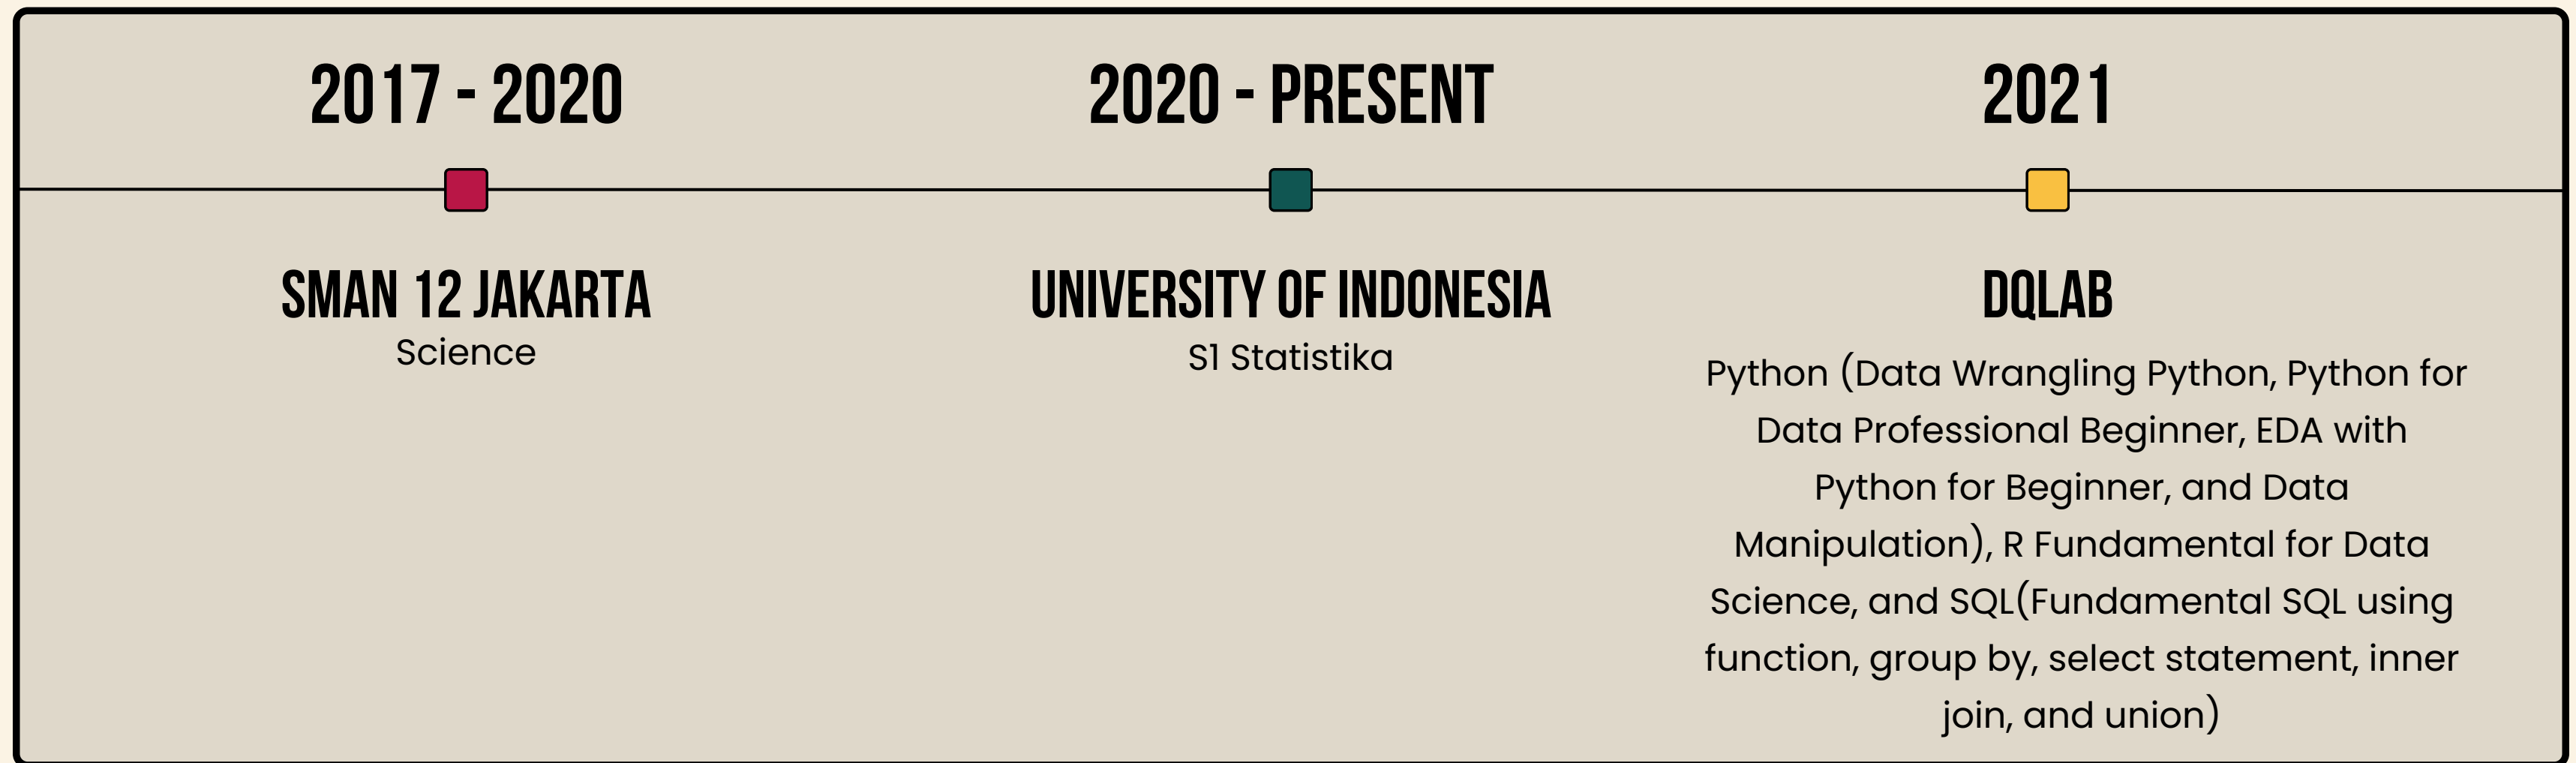 2017 - 2020
SMAN 12 JAKARTA
Science
2020 - PRESENT
UNIVERSITY OF INDONESIA
S1 Statistika
2021
DQLAB
Python (Data Wrangling Python, Python for
Data Professional Beginner, EDA with
Python for Beginner, and Data
Manipulation), R Fundamental for Data
Science, and SQL(Fundamental SQL using
function, group by, select statement, inner
join, and union)